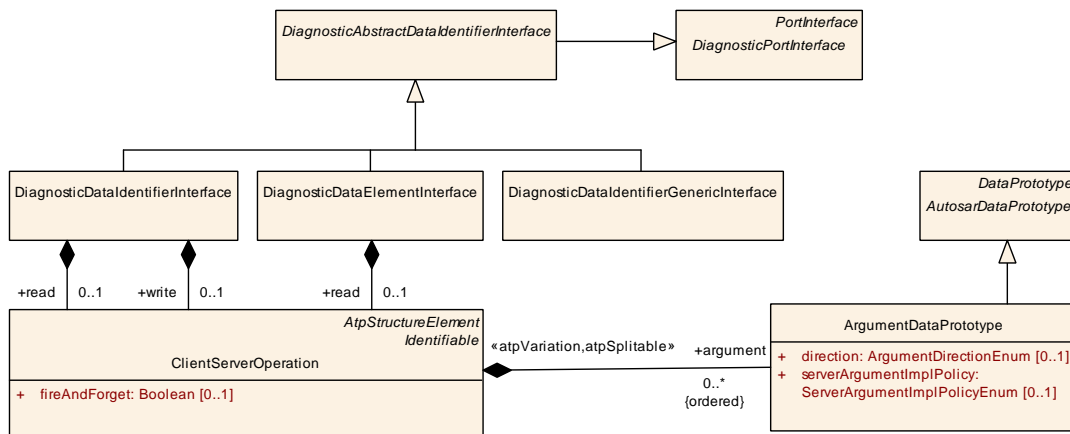 DiagnosticAbstractDataIdentifierInterface
PortInterface
DiagnosticPortInterface
DiagnosticDataIdentifierInterface
DiagnosticDataElementInterface
DiagnosticDataIdentifierGenericInterface
DataPrototype
AutosarDataPrototype
+read
0..1
+write
0..1
+read
0..1
AtpStructureElement
Identifiable
ClientServerOperation
+ fireAndForget: Boolean [0..1]
«atpVariation,atpSplitable»
+argument
0..*
{ordered}
ArgumentDataPrototype
+ direction: ArgumentDirectionEnum [0..1]
+ serverArgumentImplPolicy:
ServerArgumentImplPolicyEnum [0..1]